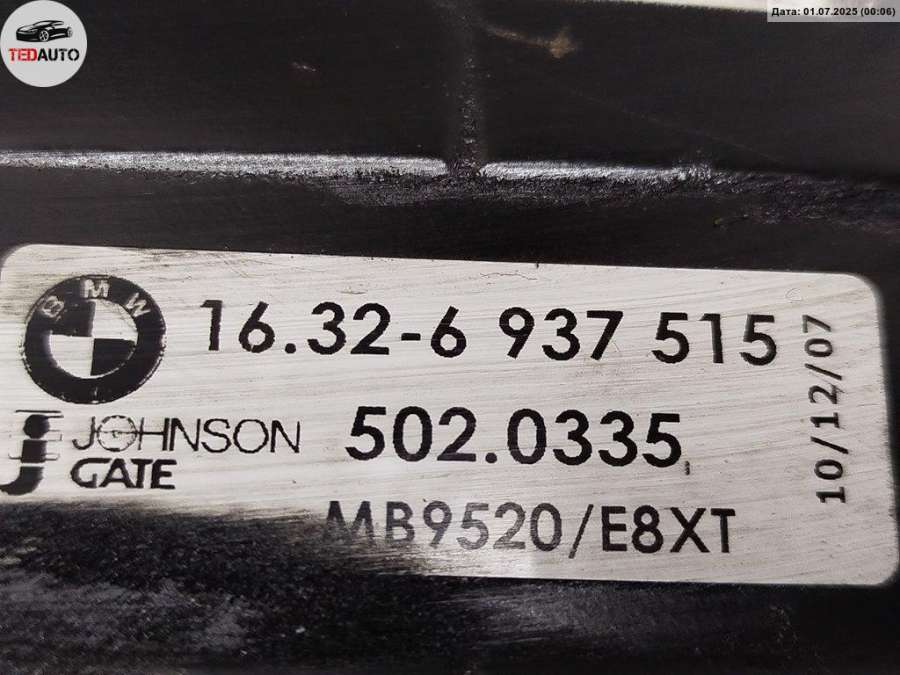 TEDAUTO
Дата: 01.07.2025 (00:06)
BMW
16.32-6 937 515
JOHNSON
GATE
502.0335
MB9520/E8XT
10/12/07